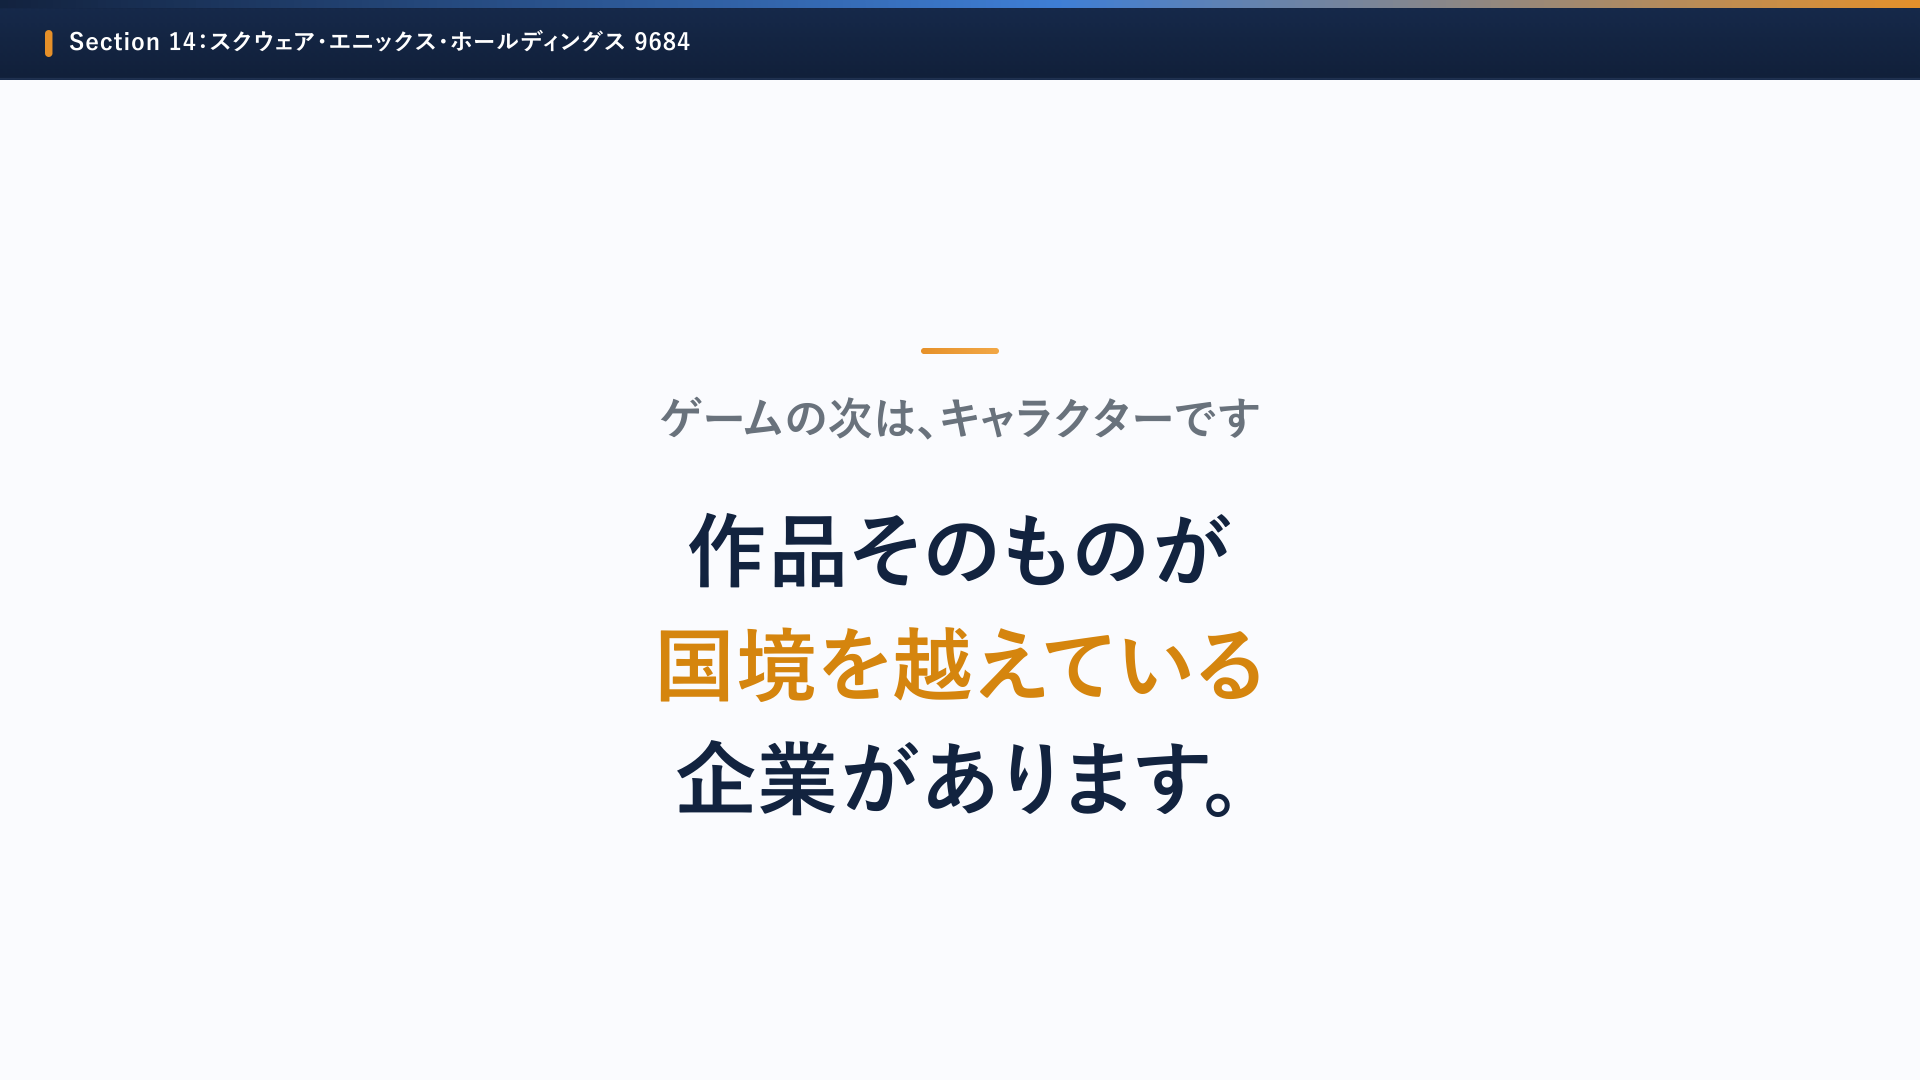 Section 14：スクウェア・エニックス・ホールディングス 9684
ゲームの次は、キャラクターです
作品そのものが
国境を越えている
企業があります。